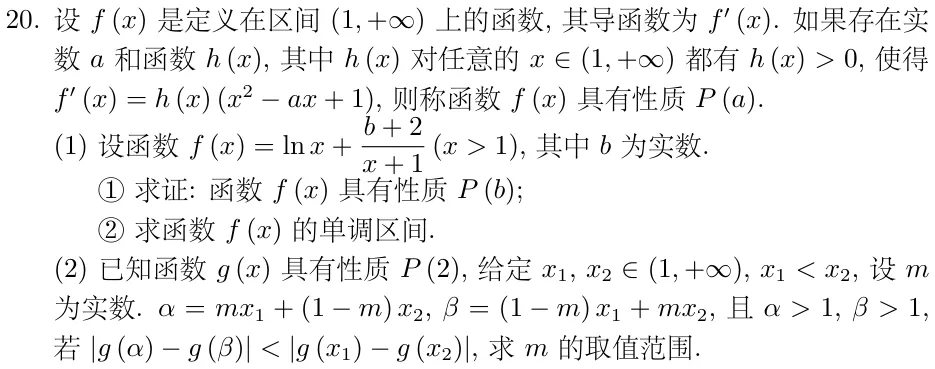 20. 设 f (x) 是定义在区间 (1, +∞) 上的函数, 其导函数为 f′ (x). 如果存在实
数 a 和函数 h (x), 其中 h (x) 对任意的 x ∈ (1, +∞) 都有 h (x) > 0, 使得
f′ (x) = h (x) (x² − ax + 1), 则称函数 f (x) 具有性质 P (a).
(1) 设函数 f (x) = ln x + \frac{b + 2}{x + 1} (x > 1), 其中 b 为实数.
① 求证: 函数 f (x) 具有性质 P (b);
② 求函数 f (x) 的单调区间.
(2) 已知函数 g (x) 具有性质 P (2), 给定 x₁, x₂ ∈ (1, +∞), x₁ < x₂, 设 m
为实数. α = mx₁ + (1 − m) x₂, β = (1 − m) x₁ + mx₂, 且 α > 1, β > 1,
若 |g (α) − g (β)| < |g (x₁) − g (x₂)|, 求 m 的取值范围.